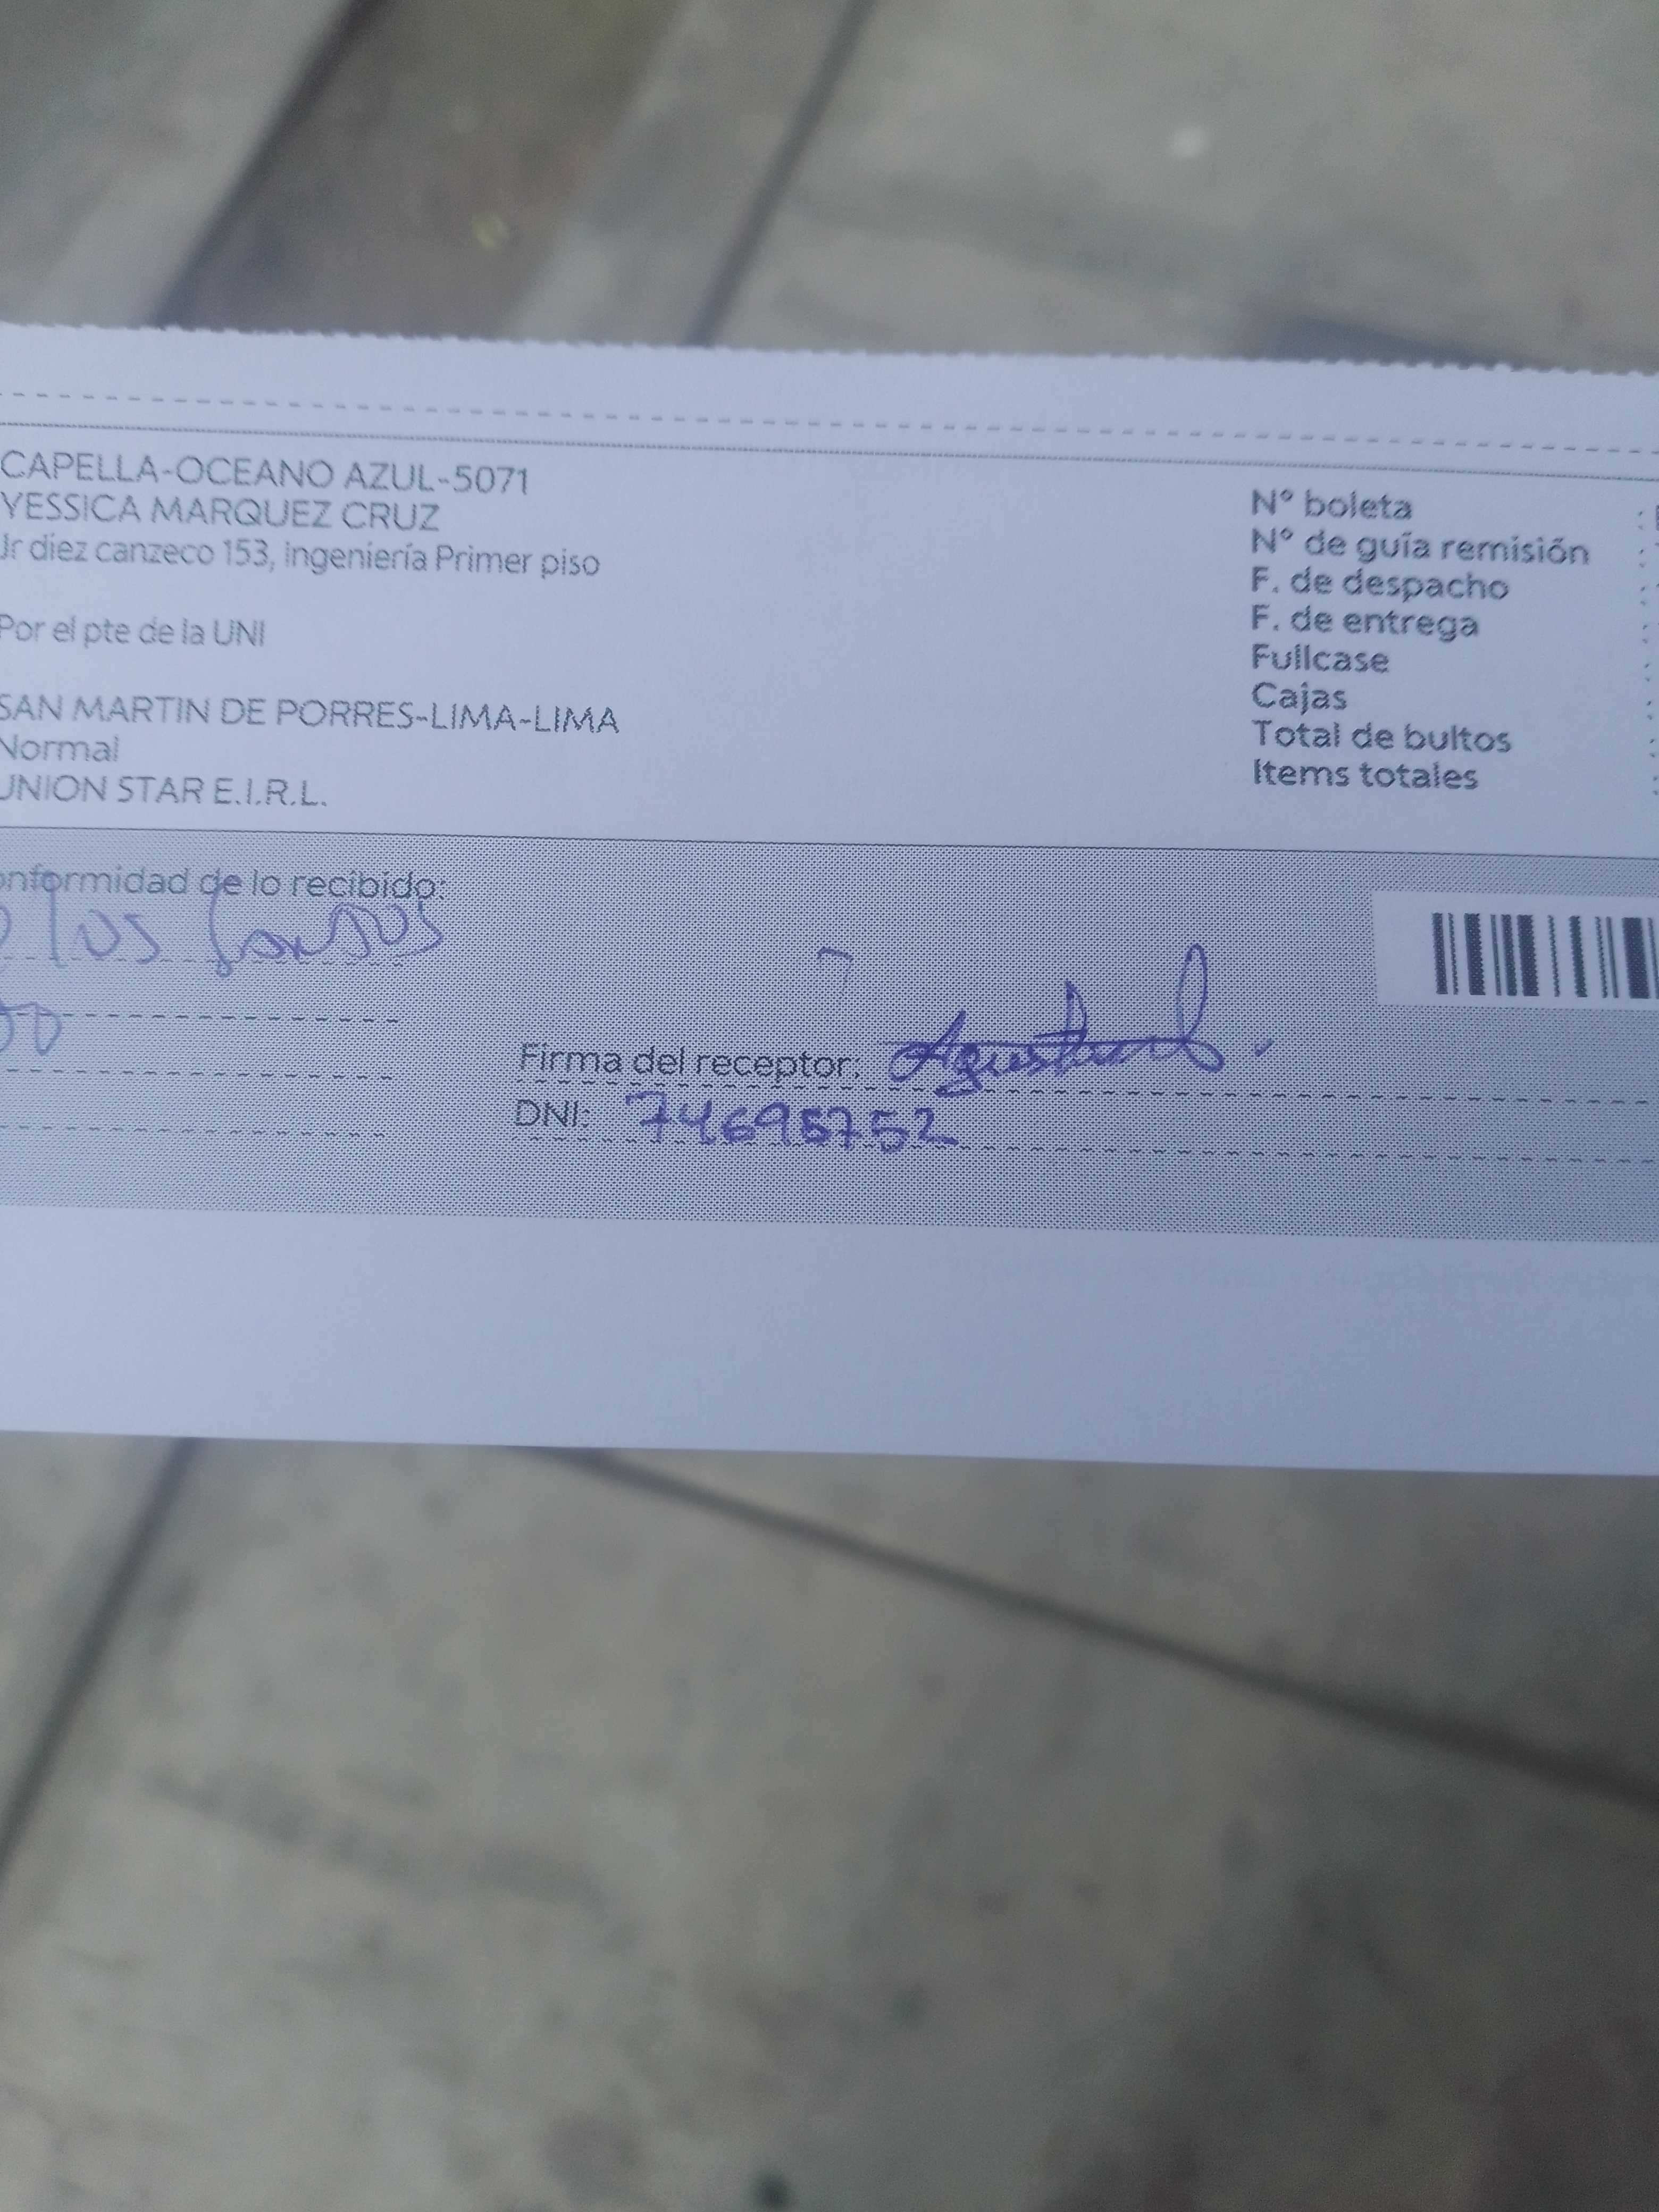 CAPELLA-OCEANO AZUL-5071
YESSICA MARQUEZ CRUZ
Jr diez canzeco 153, ingeniería Primer piso
Por el pte de la UNI
SAN MARTIN DE PORRES-LIMA-LIMA
Normal
UNION STAR E.I.R.L.
N° boleta :
N° de guía remisión :
F. de despacho :
F. de entrega :
Fullcase :
Cajas :
Total de bultos :
Items totales :
onformidad de lo recibido:
los santos
Firma del receptor:
DNI: 74695752